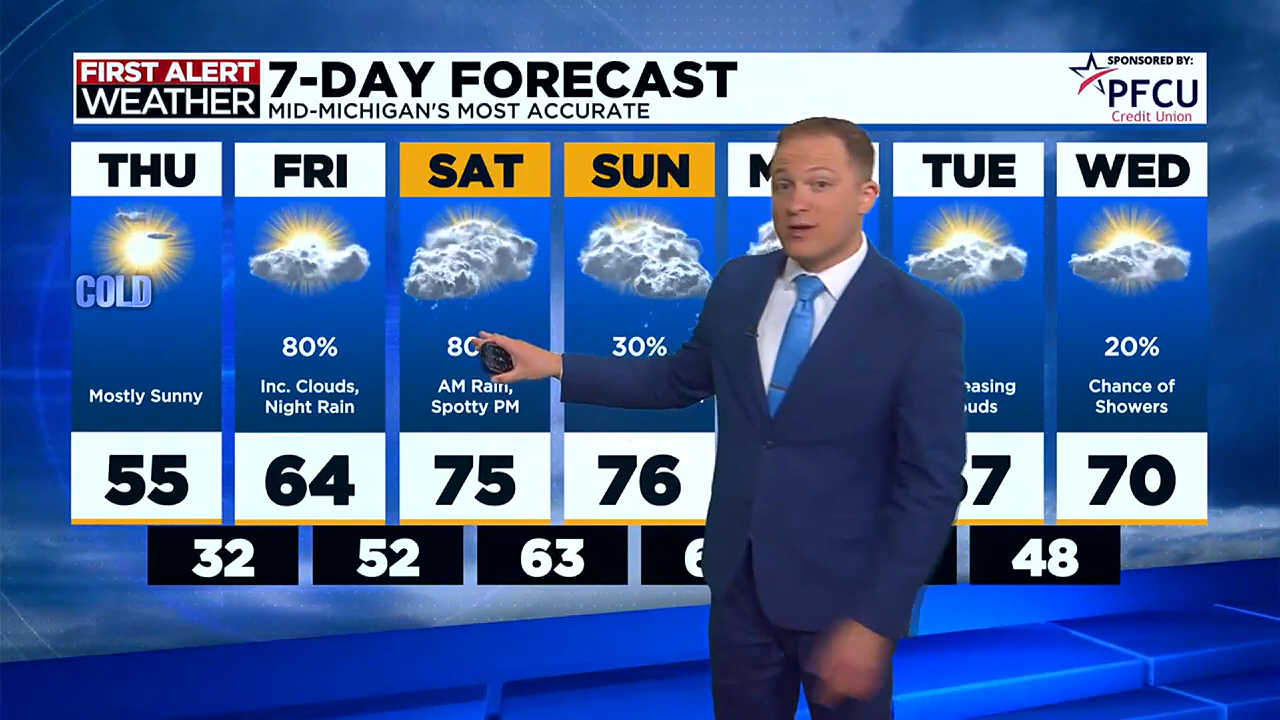 FIRST ALERT
WEATHER
7-DAY FORECAST
MID-MICHIGAN'S MOST ACCURATE
SPONSORED BY:
PFCU
Credit Union
THU
FRI
SAT
SUN
TUE
WED
COLD
80%
30%
20%
Mostly Sunny
Inc. Clouds,
Night Rain
AM Rain,
Spotty PM
Chance of
Showers
55
64
75
76
70
32
52
63
48